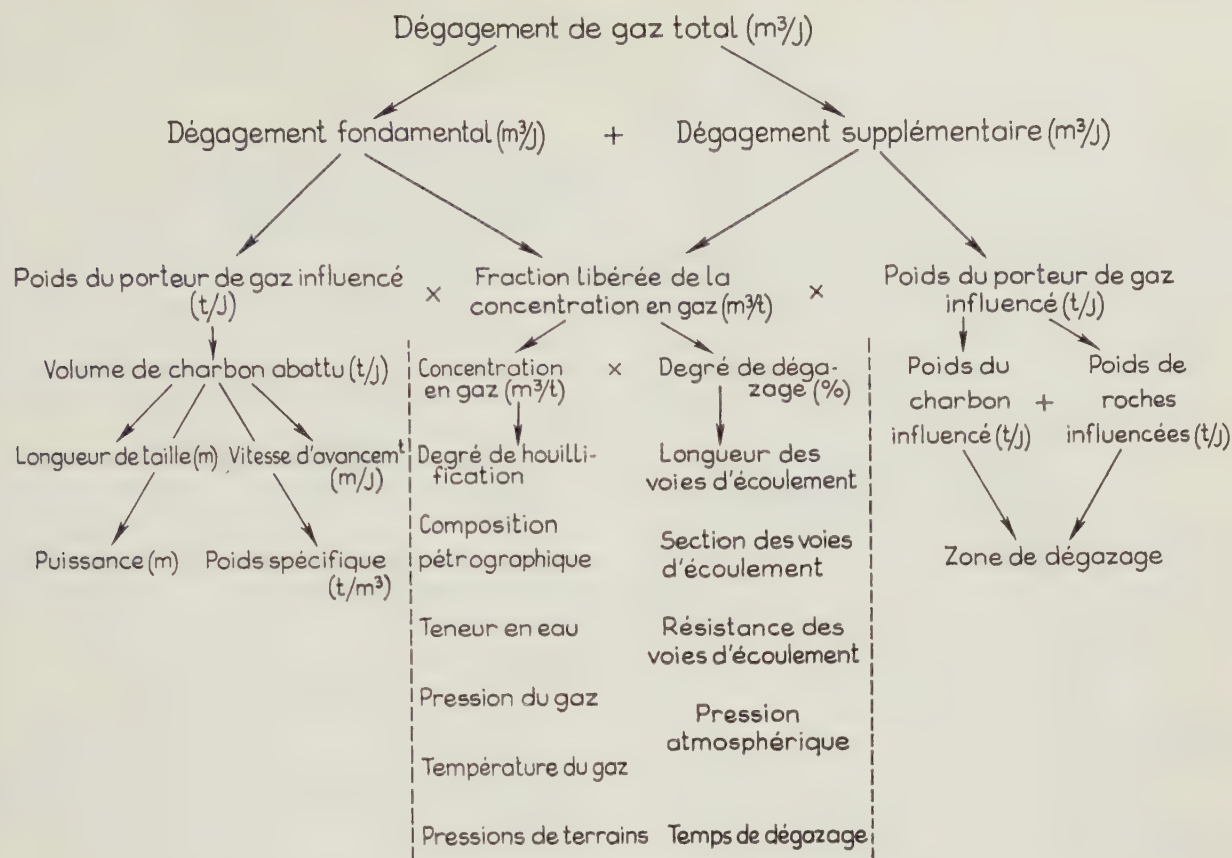 Dégagement de gaz total (m³/j)
Dégagement fondamental (m³/j) + Dégagement supplémentaire (m³/j)
Poids du porteur de gaz influencé
(t/j)
×
Fraction libérée de la
concentration en gaz (m³/t)
×
Poids du porteur de gaz
influencé (t/j)
Volume de charbon abattu (t/j)
Longueur de taille (m)
Vitesse d'avancemᵗ
(m/j)
Puissance (m)
Poids spécifique
(t/m³)
Concentration
en gaz (m³/t)
×
Degré de déga-
zage (%)
Degré de houilli-
fication
Composition
pétrographique
Teneur en eau
Pression du gaz
Température du gaz
Pressions de terrains
Longueur des
voies d'écoulement
Section des voies
d'écoulement
Résistance des
voies d'écoulement
Pression
atmosphérique
Temps de dégazage
Poids du
charbon
influencé (t/j)
+
Poids de
roches
influencées (t/j)
Zone de dégazage